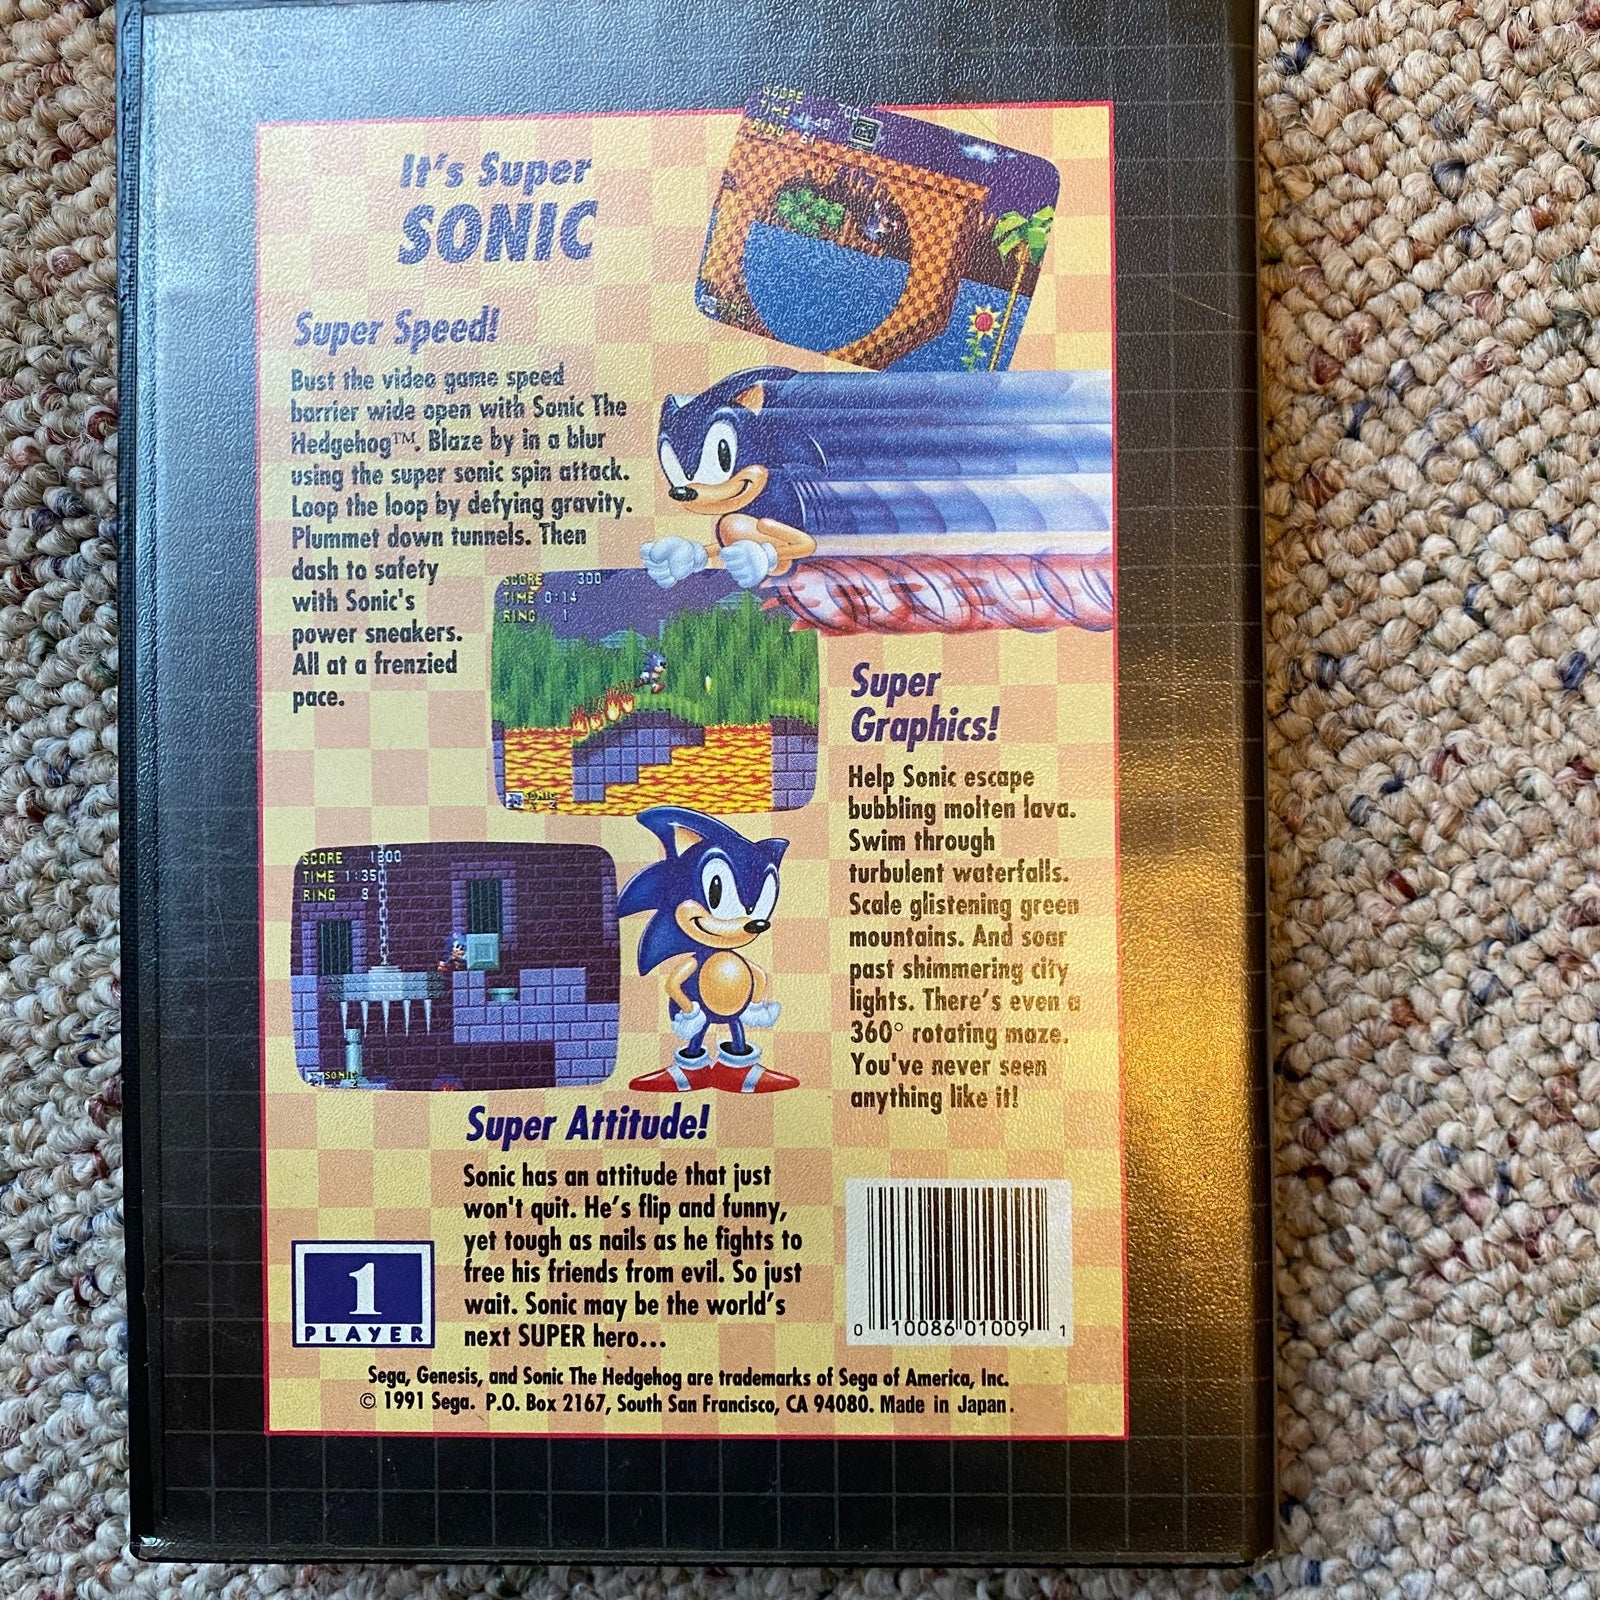 SCORE 700
TIME
RING
It's Super
SONIC
Super Speed!
Bust the video game speed
barrier wide open with Sonic The
Hedgehog™. Blaze by in a blur
using the super sonic spin attack.
Loop the loop by defying gravity.
Plummet down tunnels. Then
dash to safety
with Sonic's
power sneakers.
All at a frenzied
pace.
SCORE 300
TIME 0:14
RING 1
SONIC
Super
Graphics!
Help Sonic escape
bubbling molten lava.
Swim through
turbulent waterfalls.
Scale glistening green
mountains. And soar
past shimmering city
lights. There's even a
360° rotating maze.
You've never seen
anything like it!
SCORE 1300
TIME 1:35
RING
SONIC
Super Attitude!
Sonic has an attitude that just
won't quit. He's flip and funny,
yet tough as nails as he fights to
free his friends from evil. So just
wait. Sonic may be the world's
next SUPER hero...
1
PLAYER
0 10086 01009 1
Sega, Genesis, and Sonic The Hedgehog are trademarks of Sega of America, Inc.
© 1991 Sega. P.O. Box 2167, South San Francisco, CA 94080. Made in Japan.